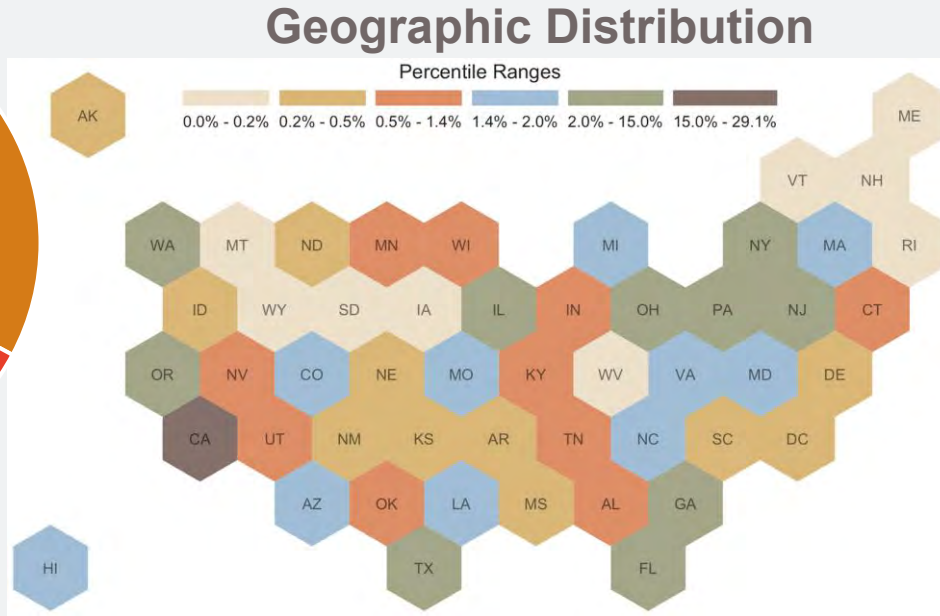 Geographic Distribution
Percentile Ranges
0.0% - 0.2% 0.2% - 0.5% 0.5% - 1.4% 1.4% - 2.0% 2.0% - 15.0% 15.0% - 29.1%
AK ME
VT NH
WA MT ND MN WI MI NY MA RI
ID WY SD IA IL IN OH PA NJ CT
OR NV CO NE MO KY WV VA MD DE
CA UT NM KS AR TN NC SC DC
AZ OK LA MS AL GA
HI TX FL